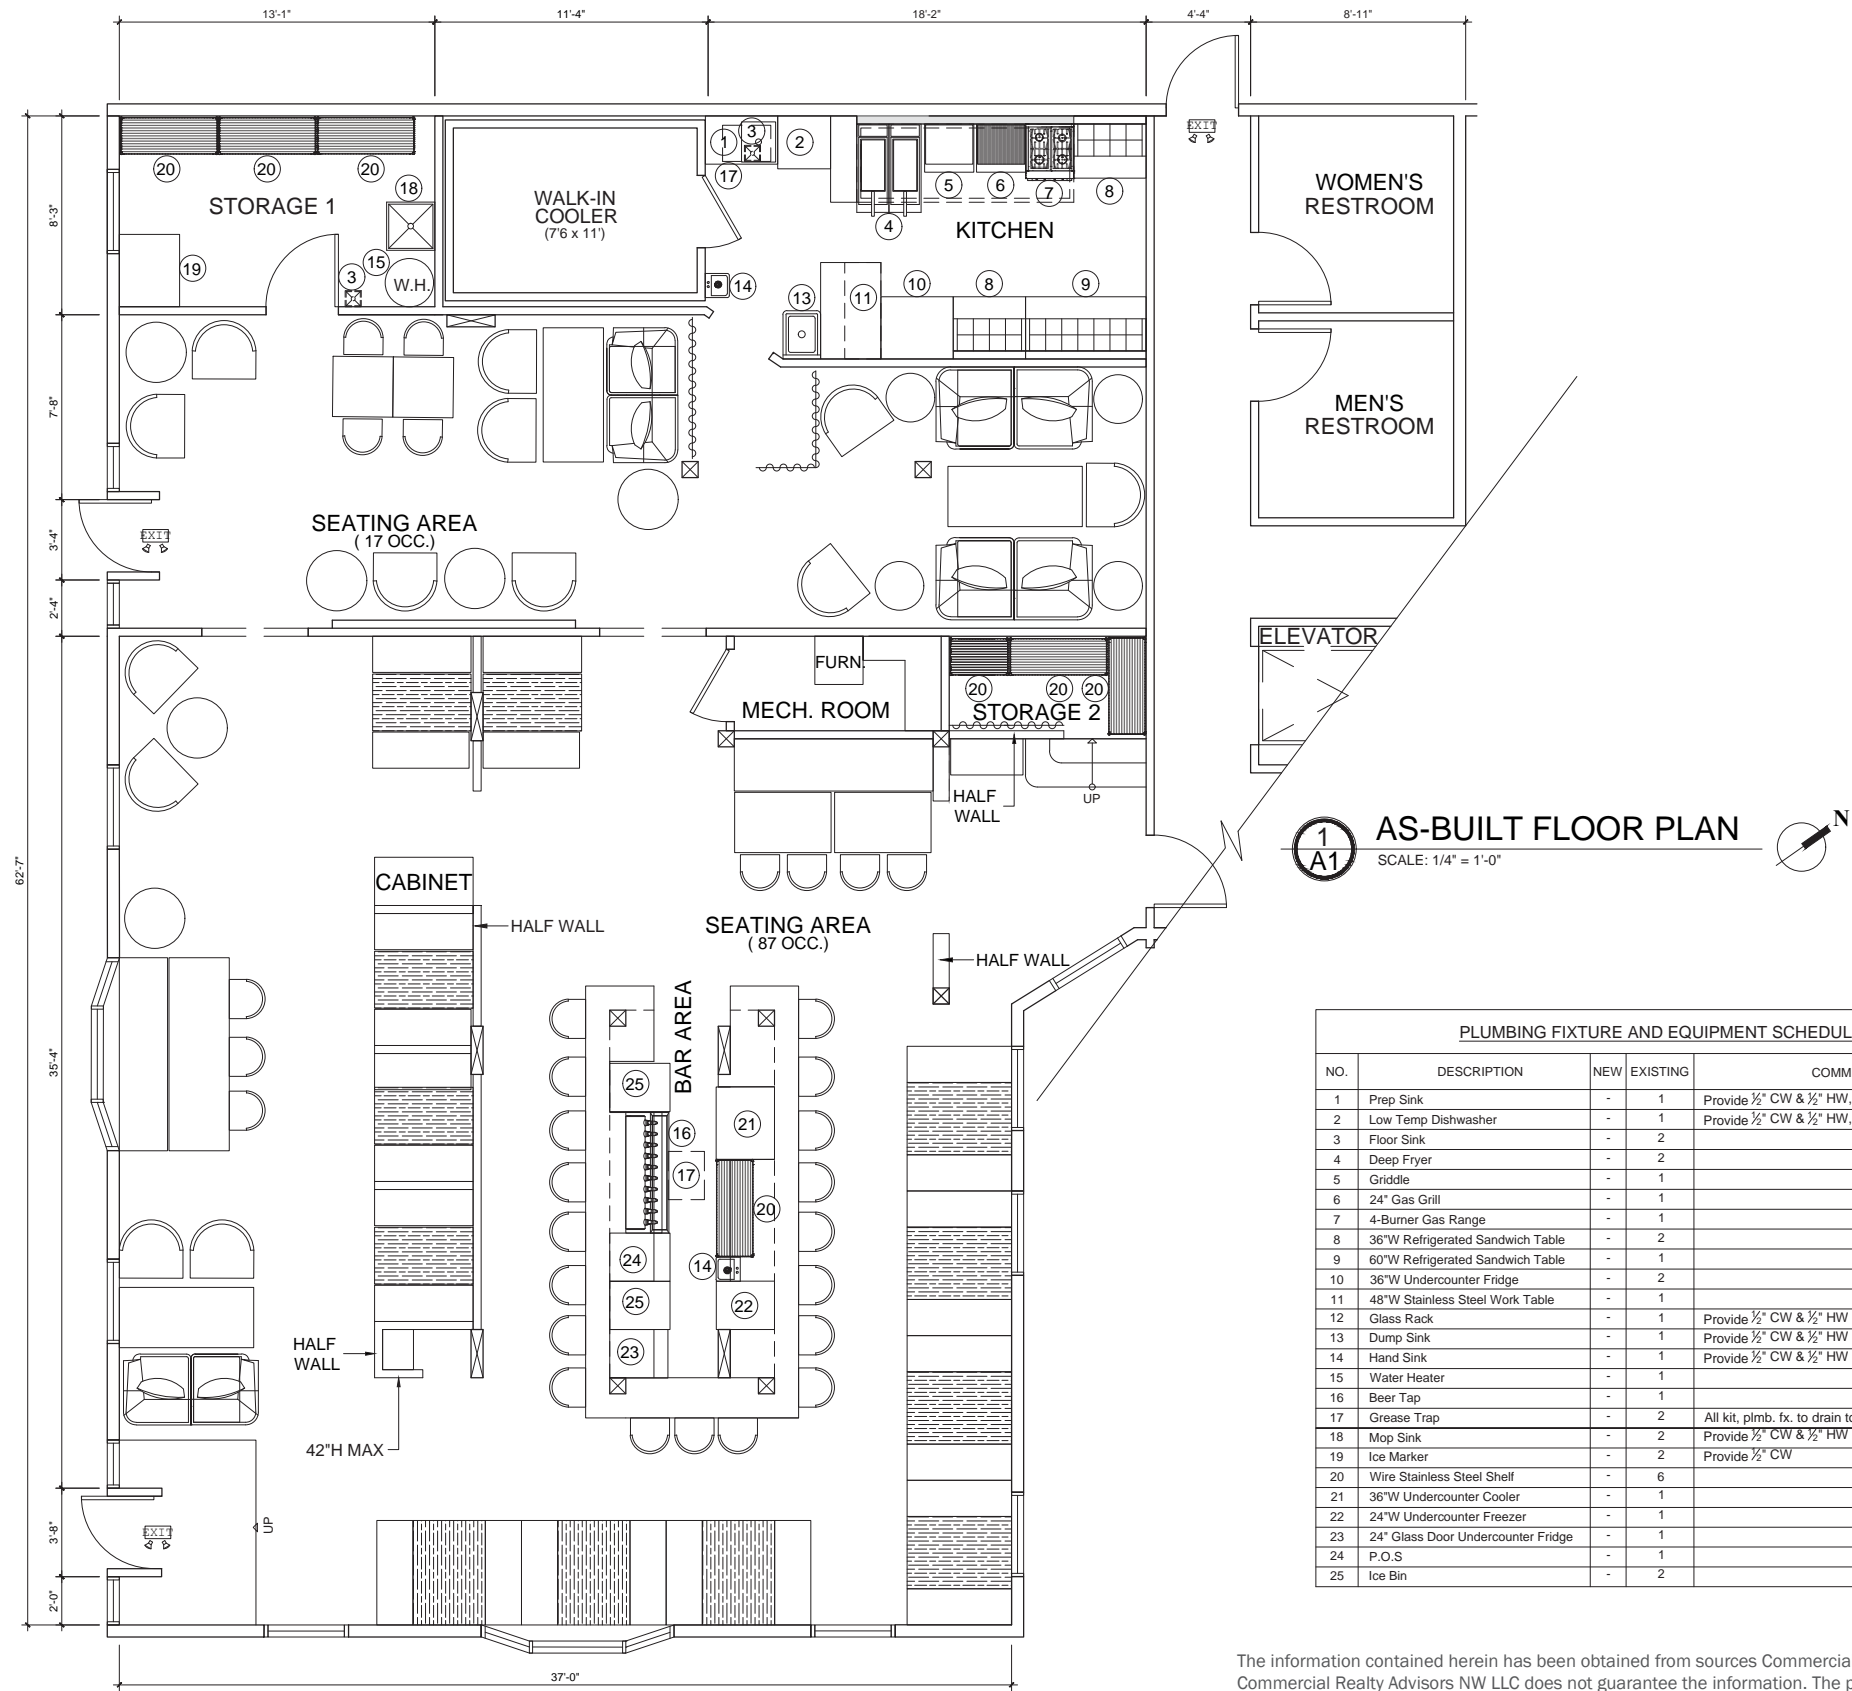 13'-1"
11'-4"
18'-2"
4'-4"
8'-11"
EXIT
1
3
2
20
20
20
17
18
5
6
7
8
STORAGE 1
WALK-IN
COOLER
(7'6 x 11')
4
KITCHEN
WOMEN'S
RESTROOM
8'-3"
19
15
3
W.H.
14
13
11
10
8
9
7'-8"
MEN'S
RESTROOM
3'-4"
EXIT
SEATING AREA
( 17 OCC.)
2'-4"
ELEVATOR
FURN.
MECH. ROOM
20
20
20
STORAGE 2
HALF
WALL
UP
1
A1
AS-BUILT FLOOR PLAN
SCALE: 1/4" = 1'-0"
N
62'-7"
CABINET
HALF WALL
SEATING AREA
( 87 OCC.)
HALF WALL
BAR AREA
35'-4"
25
21
16
17
20
24
14
25
22
23
HALF
WALL
42"H MAX
3'-8"
EXIT
UP
2'-0"
37'-0"
PLUMBING FIXTURE AND EQUIPMENT SCHEDUL
NO. DESCRIPTION NEW EXISTING COMM
1 Prep Sink - 1 Provide ½" CW & ½" HW,
2 Low Temp Dishwasher - 1 Provide ½" CW & ½" HW,
3 Floor Sink - 2
4 Deep Fryer - 2
5 Griddle - 1
6 24" Gas Grill - 1
7 4-Burner Gas Range - 1
8 36"W Refrigerated Sandwich Table - 2
9 60"W Refrigerated Sandwich Table - 1
10 36"W Undercounter Fridge - 2
11 48"W Stainless Steel Work Table - 1
12 Glass Rack - 1 Provide ½" CW & ½" HW
13 Dump Sink - 1 Provide ½" CW & ½" HW
14 Hand Sink - 1 Provide ½" CW & ½" HW
15 Water Heater - 1
16 Beer Tap - 1
17 Grease Trap - 2 All kit, plmb. fx. to drain to
18 Mop Sink - 2 Provide ½" CW & ½" HW
19 Ice Marker - 2 Provide ½" CW
20 Wire Stainless Steel Shelf - 6
21 36"W Undercounter Cooler - 1
22 24"W Undercounter Freezer - 1
23 24" Glass Door Undercounter Fridge - 1
24 P.O.S - 1
25 Ice Bin - 2
The information contained herein has been obtained from sources Commercia
Commercial Realty Advisors NW LLC does not guarantee the information. The p